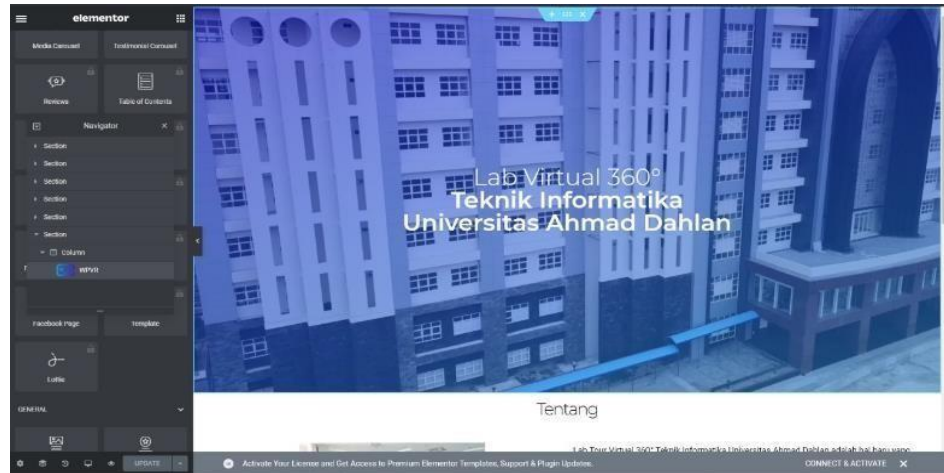 elementor
Media Carousel
Testimonial Carousel
Reviews
Table of Contents
Navigator
Section
Section
Section
Section
Section
Section
Column
WPVR
Facebook Page
Template
Lottie
GENERAL
UPDATE
Lab Virtual 360°
Teknik Informatika
Universitas Ahmad Dahlan
Tentang
Lab Tour Virtual 360° Teknik Informatika Universitas Ahmad Dahlan adalah hal baru yang
Activate Your License and Get Access to Premium Elementor Templates, Support & Plugin Updates.
CONNECT & ACTIVATE